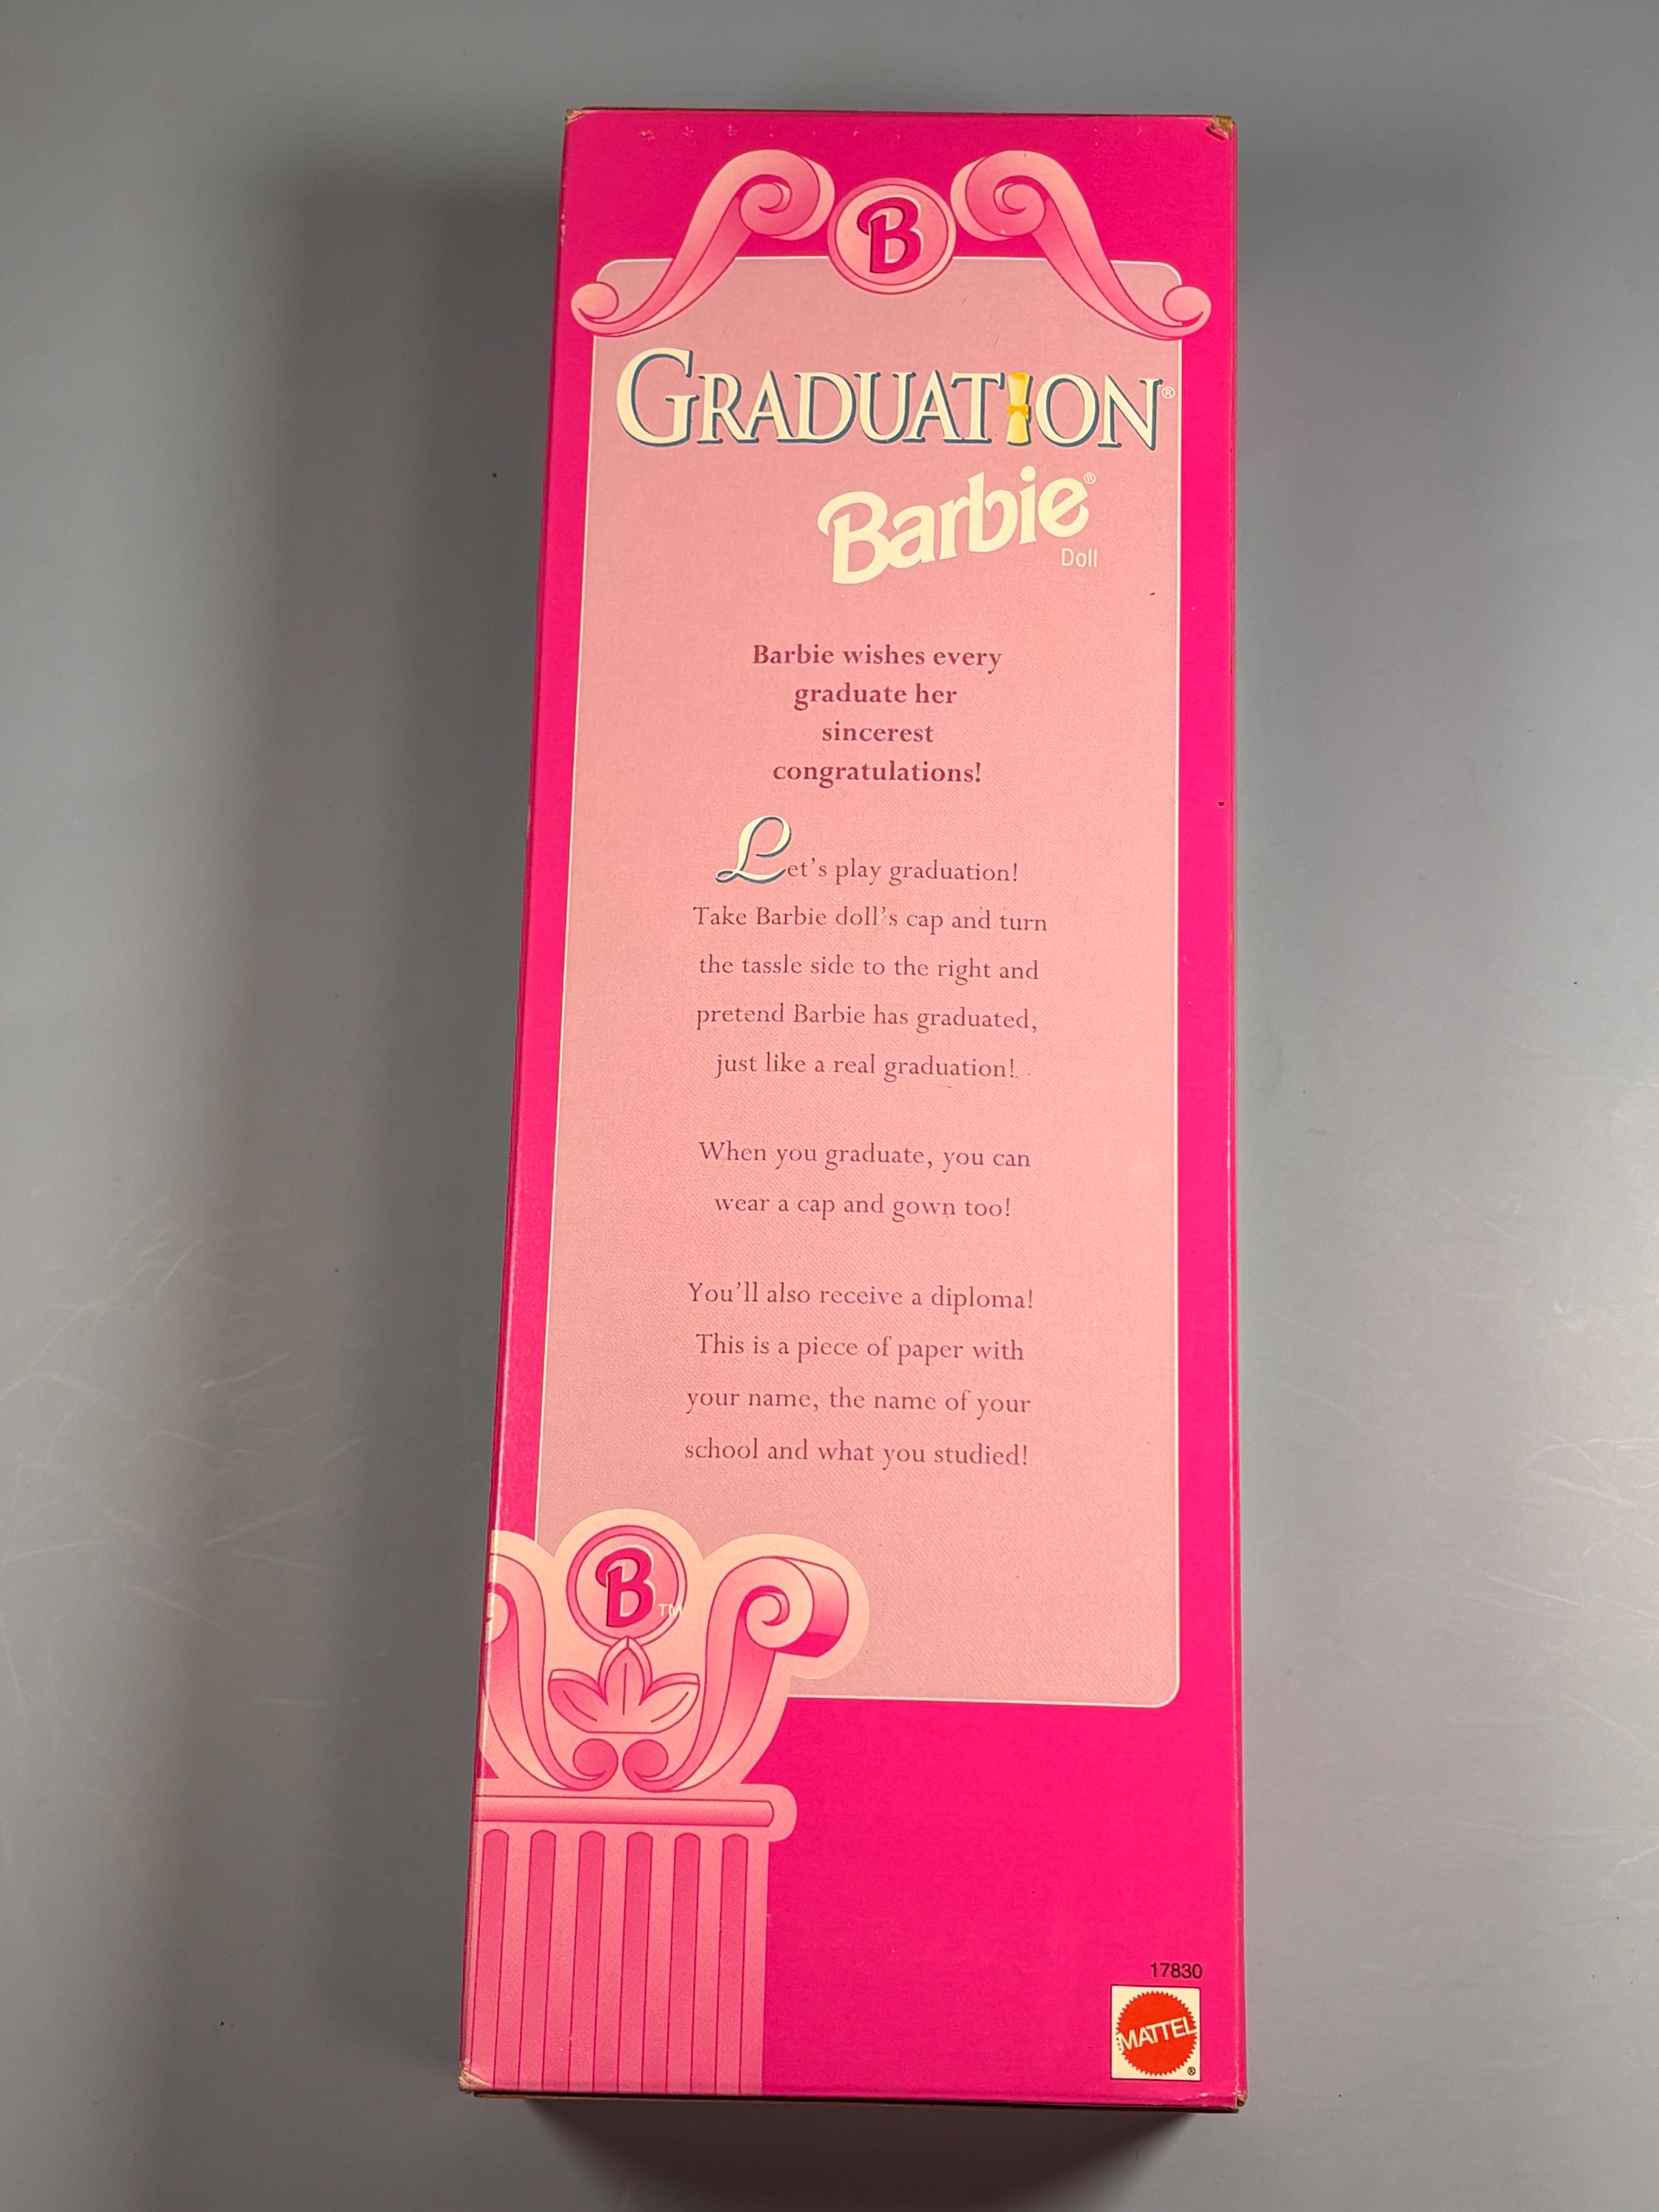 B
GRADUATION®
Barbie®
Doll
Barbie wishes every
graduate her
sincerest
congratulations!
Let's play graduation!
Take Barbie doll's cap and turn
the tassle side to the right and
pretend Barbie has graduated,
just like a real graduation!
When you graduate, you can
wear a cap and gown too!
You'll also receive a diploma!
This is a piece of paper with
your name, the name of your
school and what you studied!
B™
17830
MATTEL®